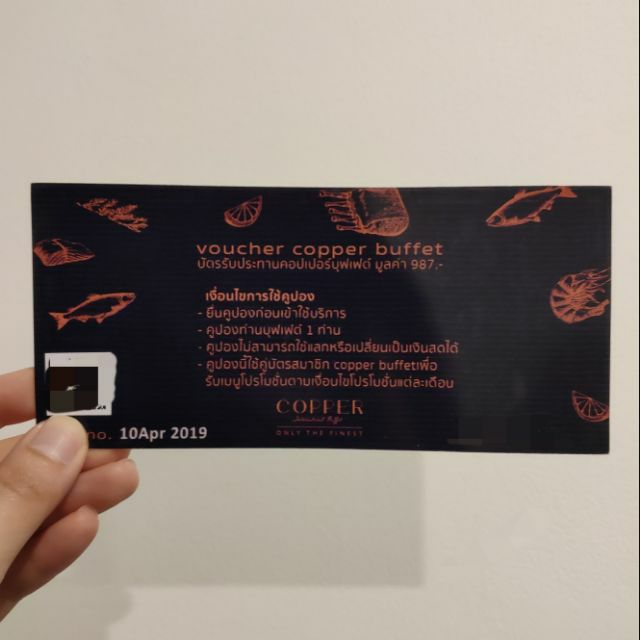 voucher copper buffet
บัตรรับประทานคอปเปอร์บุฟเฟต์ มูลค่า 987.-
เงื่อนไขการใช้คูปอง
- ยื่นคูปองก่อนเข้าใช้บริการ
- คูปองทานบุฟเฟต์ 1 ท่าน
- คูปองไม่สามารถใช้แลกหรือเปลี่ยนเป็นเงินสดได้
- คูปองนี้ใช้คู่บัตรสมาชิก copper buffetเพื่อ
รับเมนูโปรโมชั่นตามเงื่อนไขโปรโมชั่นแต่ละเดือน
COPPER
ONLY THE FINEST
no. 10Apr 2019